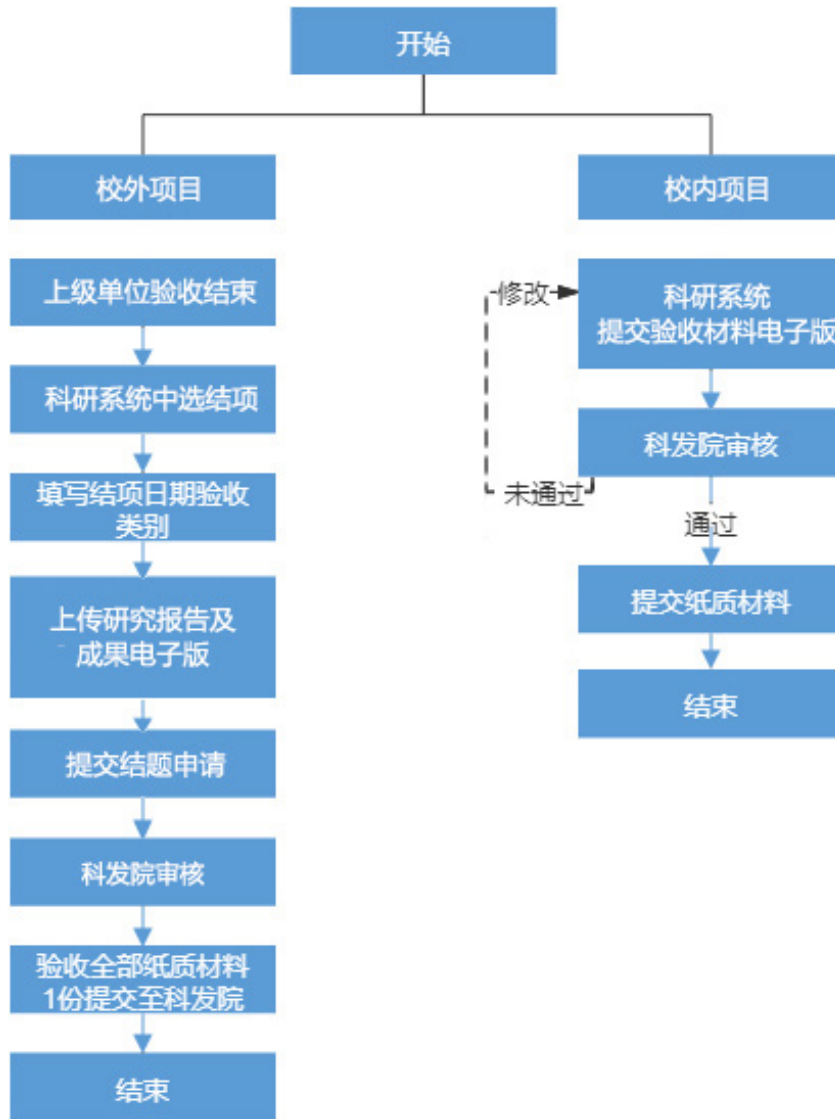 开始
校外项目
上级单位验收结束
科研系统中选结项
填写结项日期验收
类别
上传研究报告及
成果电子版
提交结题申请
科发院审核
验收全部纸质材料
1份提交至科发院
结束
校内项目
科研系统
提交验收材料电子版
修改
科发院审核
未通过
通过
提交纸质材料
结束